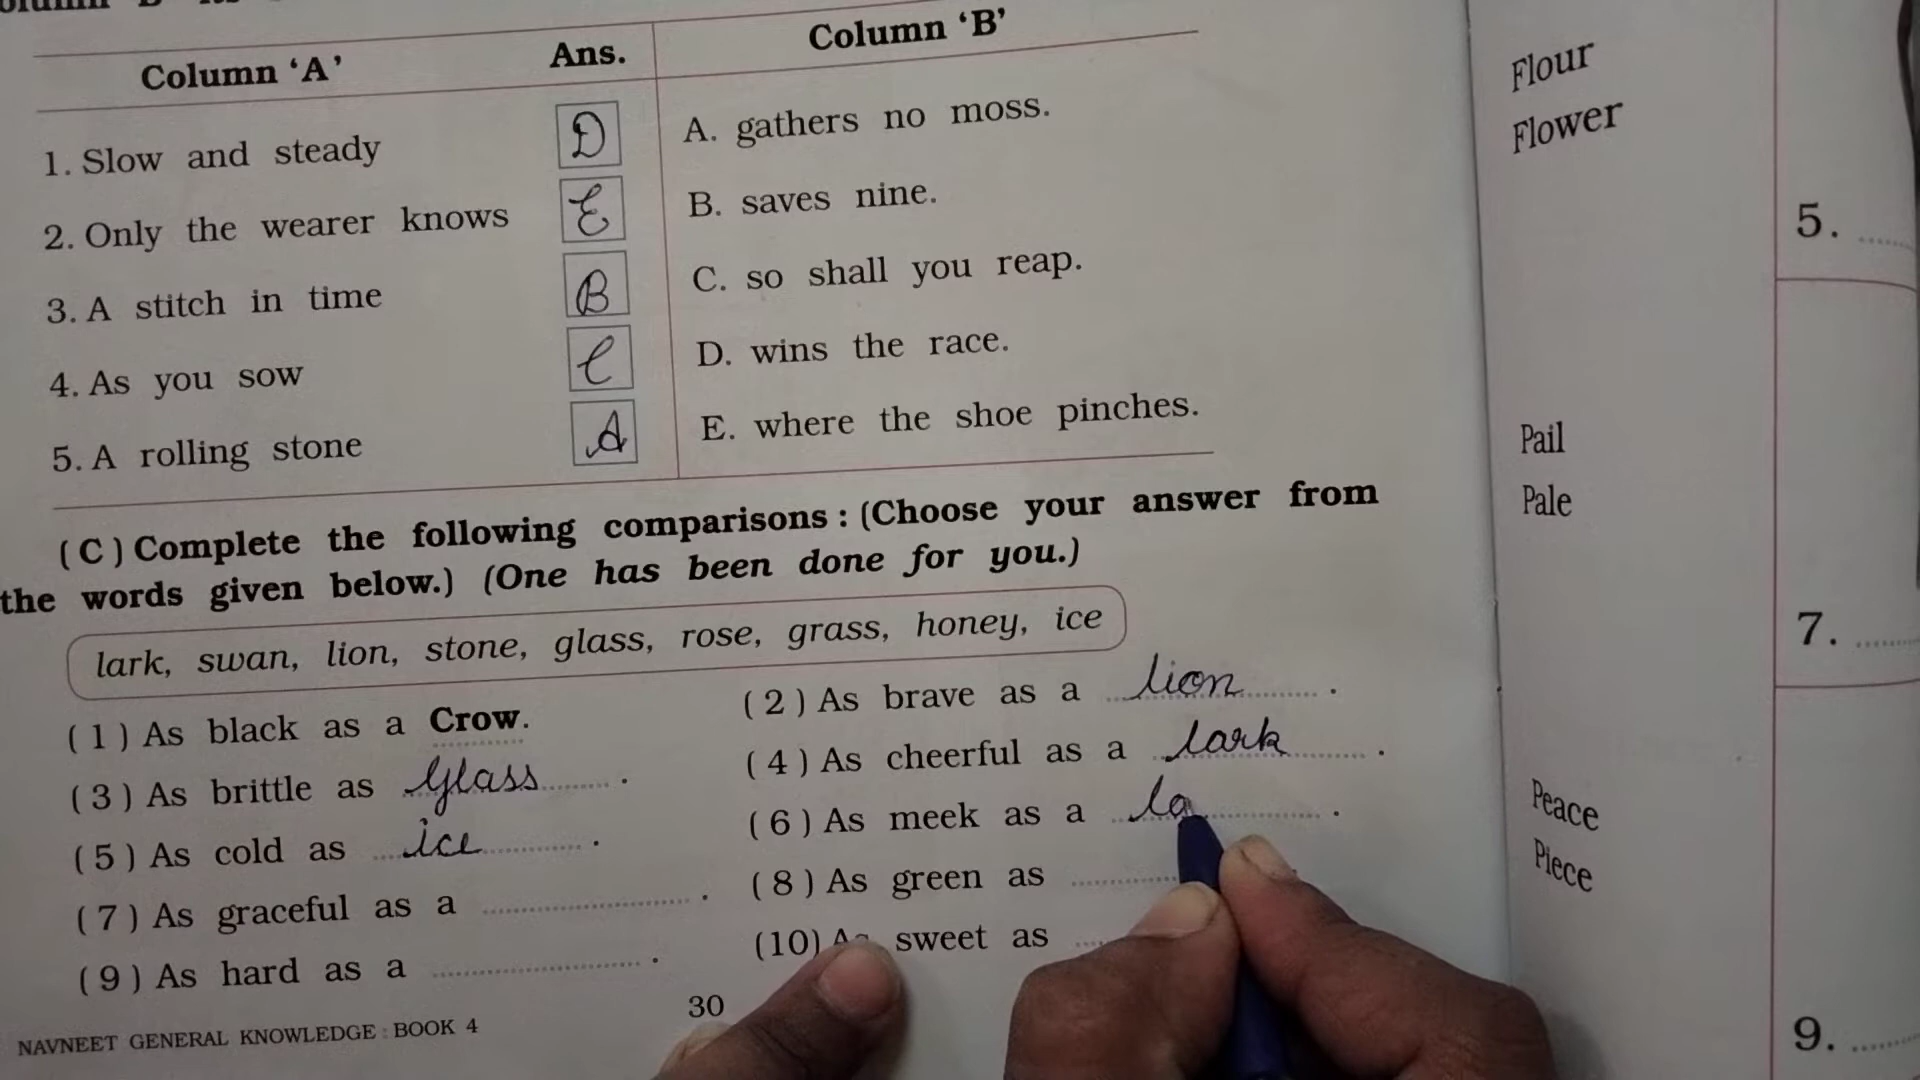 Column 'A' Ans. Column 'B'
1. Slow and steady D A. gathers no moss.
2. Only the wearer knows E B. saves nine.
3. A stitch in time B C. so shall you reap.
4. As you sow C D. wins the race.
5. A rolling stone A E. where the shoe pinches.
(C) Complete the following comparisons: (Choose your answer from
the words given below.) (One has been done for you.)
lark, swan, lion, stone, glass, rose, grass, honey, ice
(1) As black as a Crow. (2) As brave as a lion.
(3) As brittle as Glass. (4) As cheerful as a lark.
(5) As cold as ice. (6) As meek as a la.
(7) As graceful as a ........ . (8) As green as ........
(9) As hard as a ........ . (10) As sweet as ....
NAVNEET GENERAL KNOWLEDGE : BOOK 4 30
Flour
Flower
Pail
Pale
Peace
Piece
5. ....
7. ....
9. ....